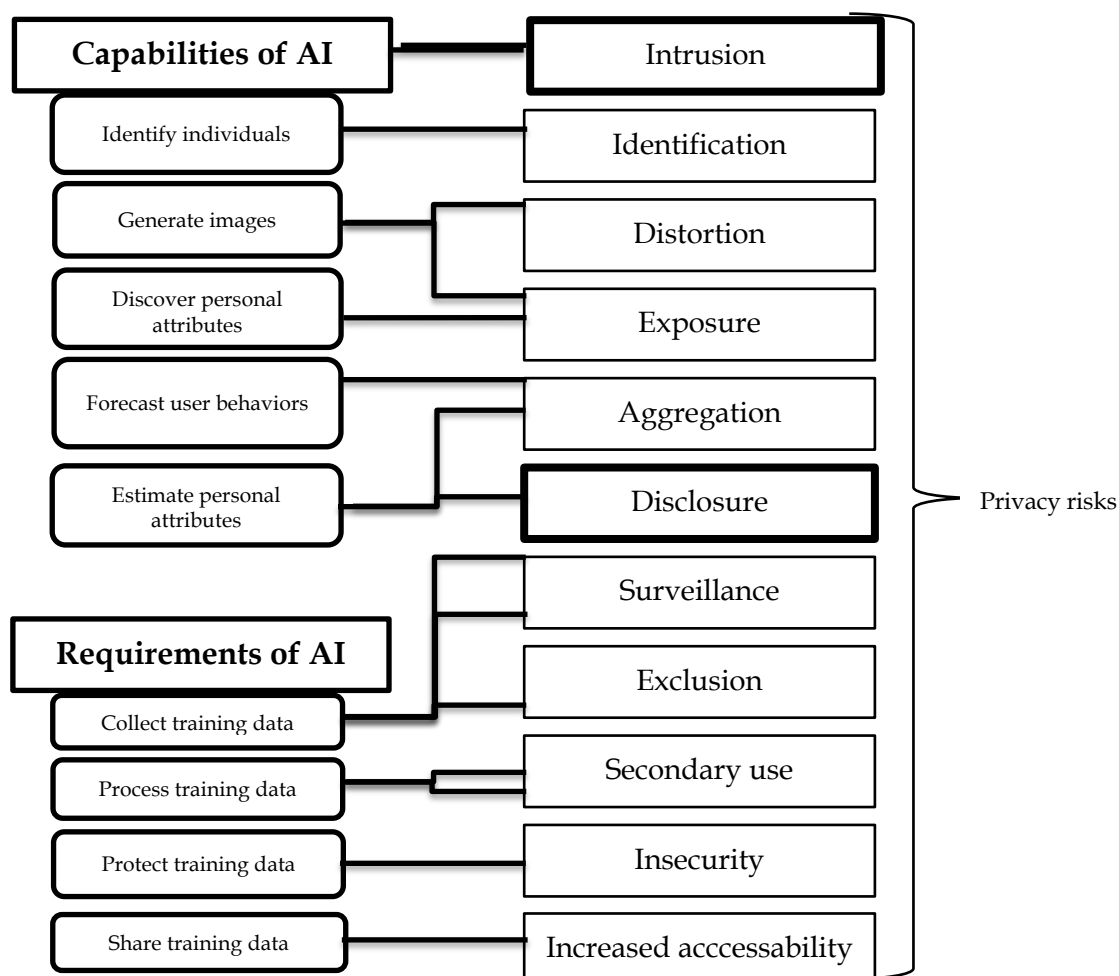 Capabilities of AI
Intrusion
Identify individuals
Identification
Generate images
Distortion
Discover personal
attributes
Exposure
Forecast user behaviors
Aggregation
Estimate personal
attributes
Disclosure
Privacy risks
Surveillance
Requirements of AI
Exclusion
Collect training data
Process training data
Secondary use
Protect training data
Insecurity
Share training data
Increased acccessability